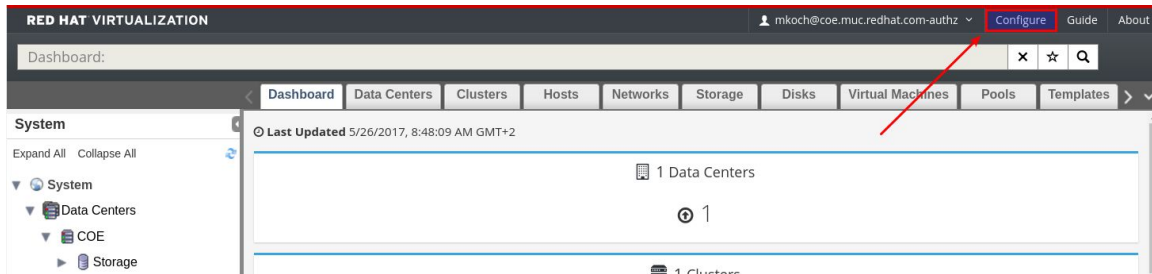 RED HAT VIRTUALIZATION mkoch@coe.muc.redhat.com-authz Configure Guide About
Dashboard:
Dashboard Data Centers Clusters Hosts Networks Storage Disks Virtual Machines Pools Templates
System
Last Updated 5/26/2017, 8:48:09 AM GMT+2
Expand All Collapse All
1 Data Centers
System
Data Centers
1
COE
Storage
1 Clusters